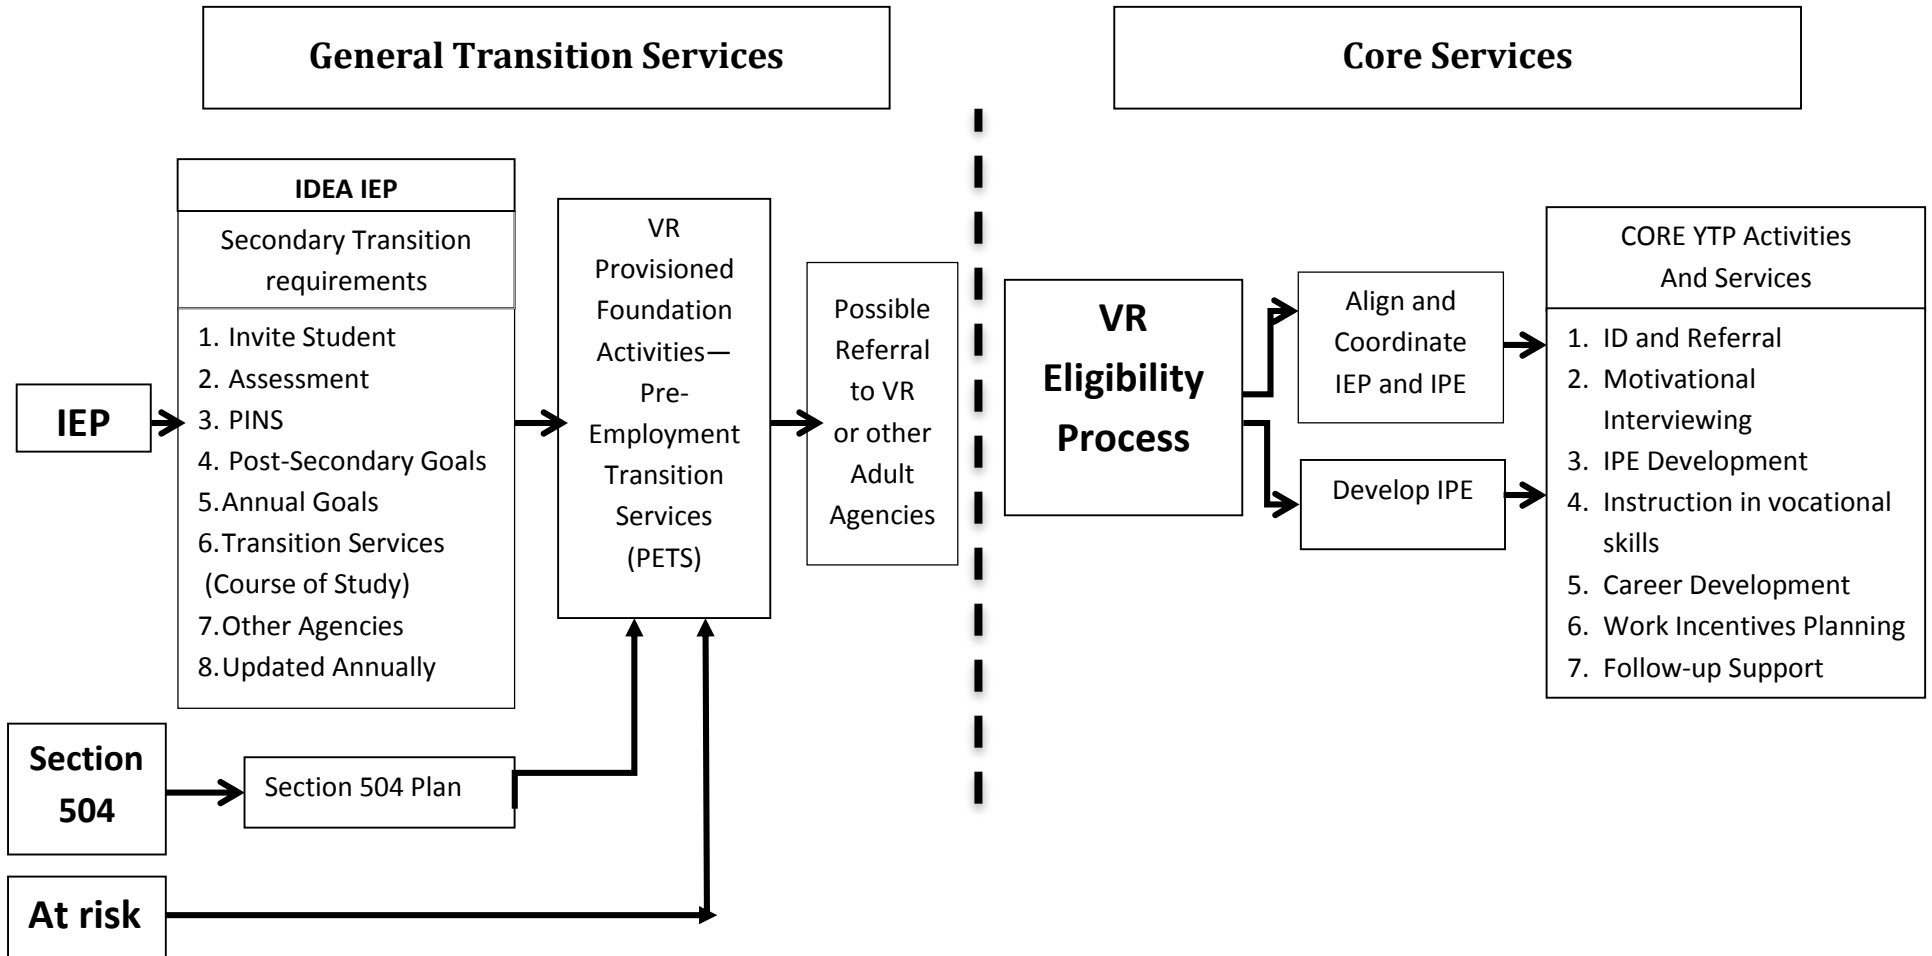 General Transition Services
Core Services
IDEA IEP
Secondary Transition
requirements
1. Invite Student
2. Assessment
3. PINS
4. Post-Secondary Goals
5. Annual Goals
6.Transition Services
(Course of Study)
7.Other Agencies
8.Updated Annually
IEP
VR
Provisioned
Foundation
Activities—
Pre-
Employment
Transition
Services
(PETS)
Possible
Referral
to VR
or other
Adult
Agencies
Section
504
Section 504 Plan
At risk
VR
Eligibility
Process
Align and
Coordinate
IEP and IPE
Develop IPE
CORE YTP Activities
And Services
1. ID and Referral
2. Motivational
Interviewing
3. IPE Development
4. Instruction in vocational
skills
5. Career Development
6. Work Incentives Planning
7. Follow-up Support